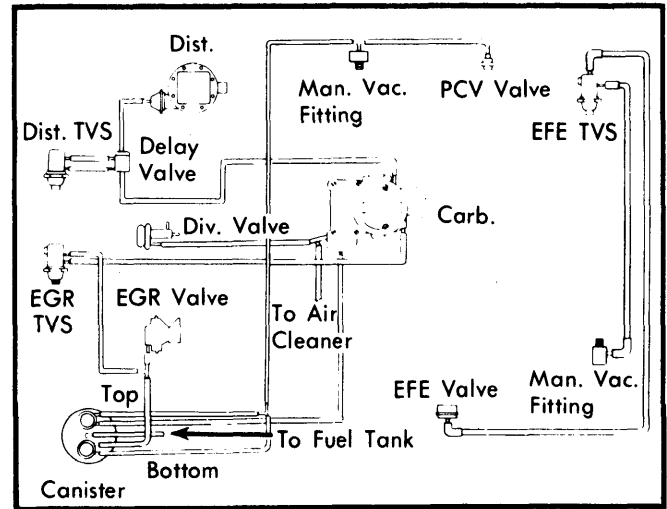 Dist.
Man. Vac.
Fitting
PCV Valve
EFE TVS
Dist. TVS
Delay
Valve
Div. Valve
Carb.
EGR
TVS
EGR Valve
To Air
Cleaner
Top
EFE Valve
Man. Vac.
Fitting
To Fuel Tank
Bottom
Canister